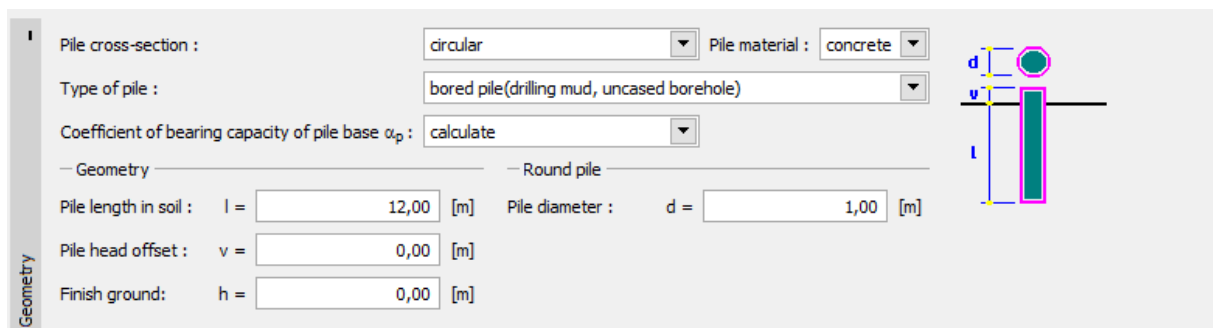 Pile cross-section : circular Pile material : concrete
Type of pile : bored pile(drilling mud, uncased borehole)
Coefficient of bearing capacity of pile base αp : calculate
Geometry Round pile
Pile length in soil : l = 12,00 [m] Pile diameter : d = 1,00 [m]
Pile head offset : v = 0,00 [m]
Finish ground: h = 0,00 [m]
Geometry
d
v
l